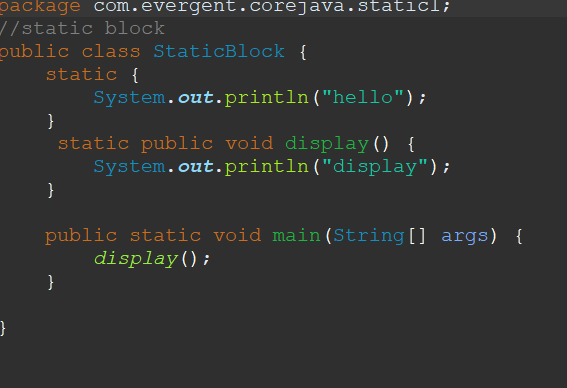 package com.evergent.corejava.static1;
//static block
public class StaticBlock {
static {
System.out.println("hello");
}
static public void display() {
System.out.println("display");
}
public static void main(String[] args) {
display();
}
}